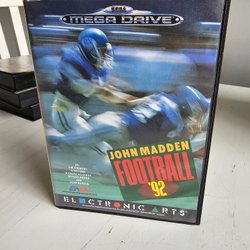 SEGA
MEGA DRIVE
JOHN MADDEN
FOOTBALL
'92
ELECTRONIC ARTS